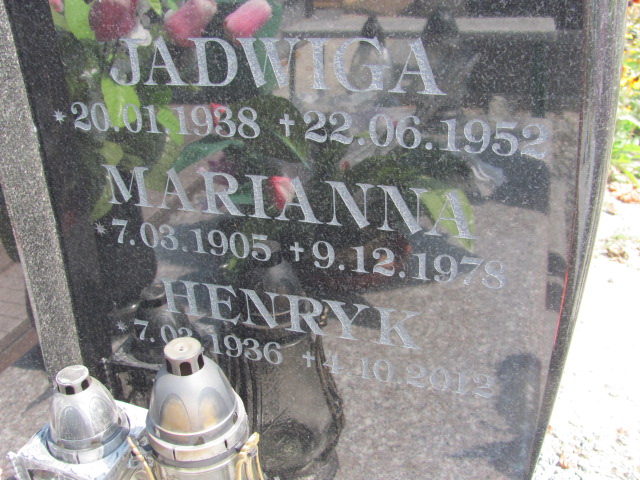 JADWIGA
*20.01.1938 +22.06.1952
MARIANNA
*7.03.1905 +9.12.1978
HENRYK
*7.03.1936 +4.10.2012